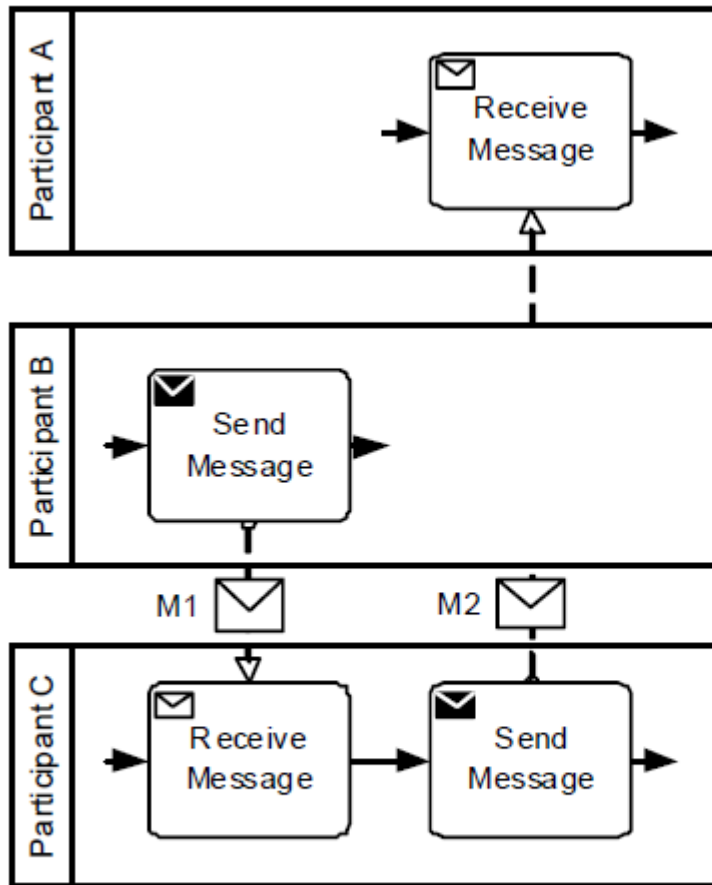 Participant A
Receive
Message
Participant B
Send
Message
M1
M2
Participant C
Receive
Message
Send
Message